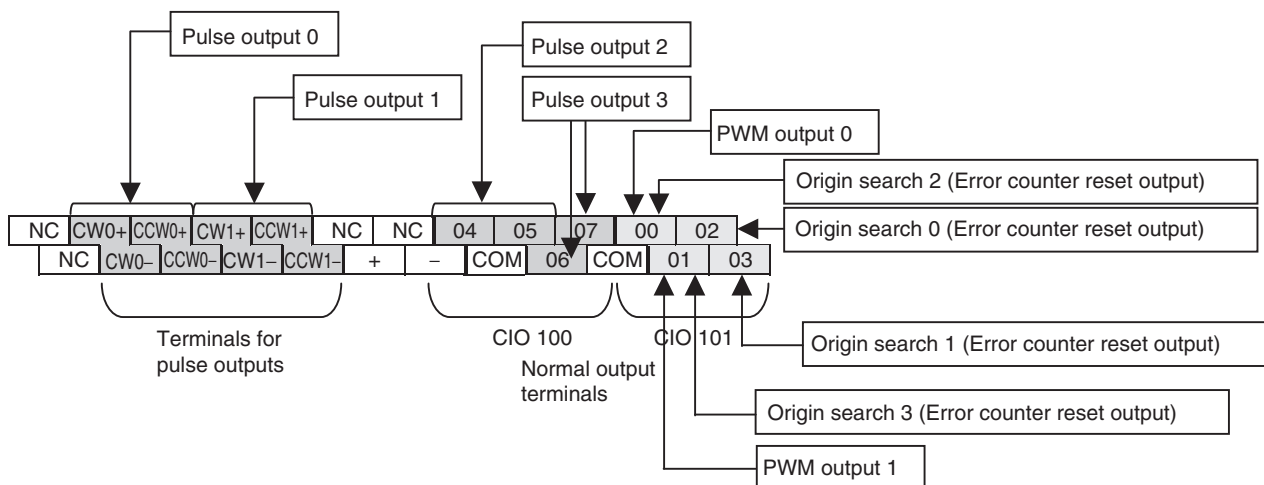 Pulse output 0
Pulse output 2
Pulse output 1
Pulse output 3
PWM output 0
Origin search 2 (Error counter reset output)
Origin search 0 (Error counter reset output)
NC CW0+ CCW0+ CW1+ CCW1+ NC NC 04 05 07 00 02
NC CW0– CCW0– CW1– CCW1– + – COM 06 COM 01 03
Terminals for
pulse outputs
CIO 100
CIO 101
Normal output
terminals
Origin search 1 (Error counter reset output)
Origin search 3 (Error counter reset output)
PWM output 1